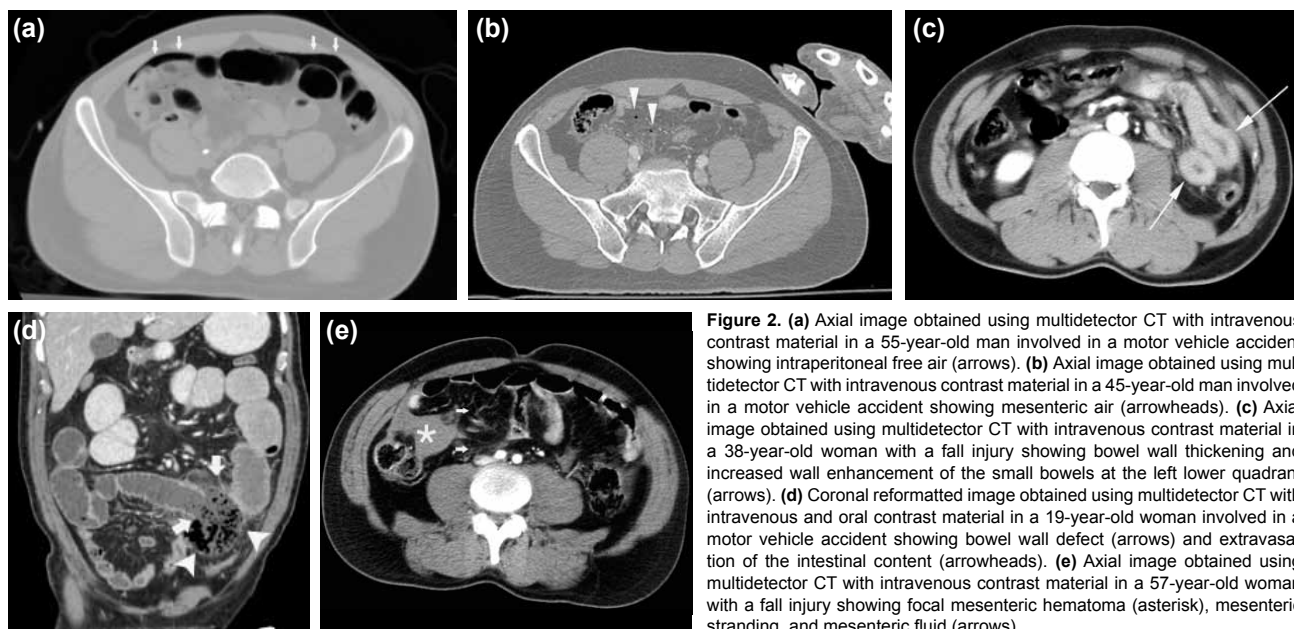 (a)
(b)
(c)
(d)
(e)
*
Figure 2. (a) Axial image obtained using multidetector CT with intravenous
contrast material in a 55-year-old man involved in a motor vehicle acciden
showing intraperitoneal free air (arrows). (b) Axial image obtained using mul
tidetector CT with intravenous contrast material in a 45-year-old man involved
in a motor vehicle accident showing mesenteric air (arrowheads). (c) Axia
image obtained using multidetector CT with intravenous contrast material in
a 38-year-old woman with a fall injury showing bowel wall thickening and
increased wall enhancement of the small bowels at the left lower quadran
(arrows). (d) Coronal reformatted image obtained using multidetector CT with
intravenous and oral contrast material in a 19-year-old woman involved in a
motor vehicle accident showing bowel wall defect (arrows) and extravasa
tion of the intestinal content (arrowheads). (e) Axial image obtained using
multidetector CT with intravenous contrast material in a 57-year-old woman
with a fall injury showing focal mesenteric hematoma (asterisk), mesenteric
stranding, and mesenteric fluid (arrows)